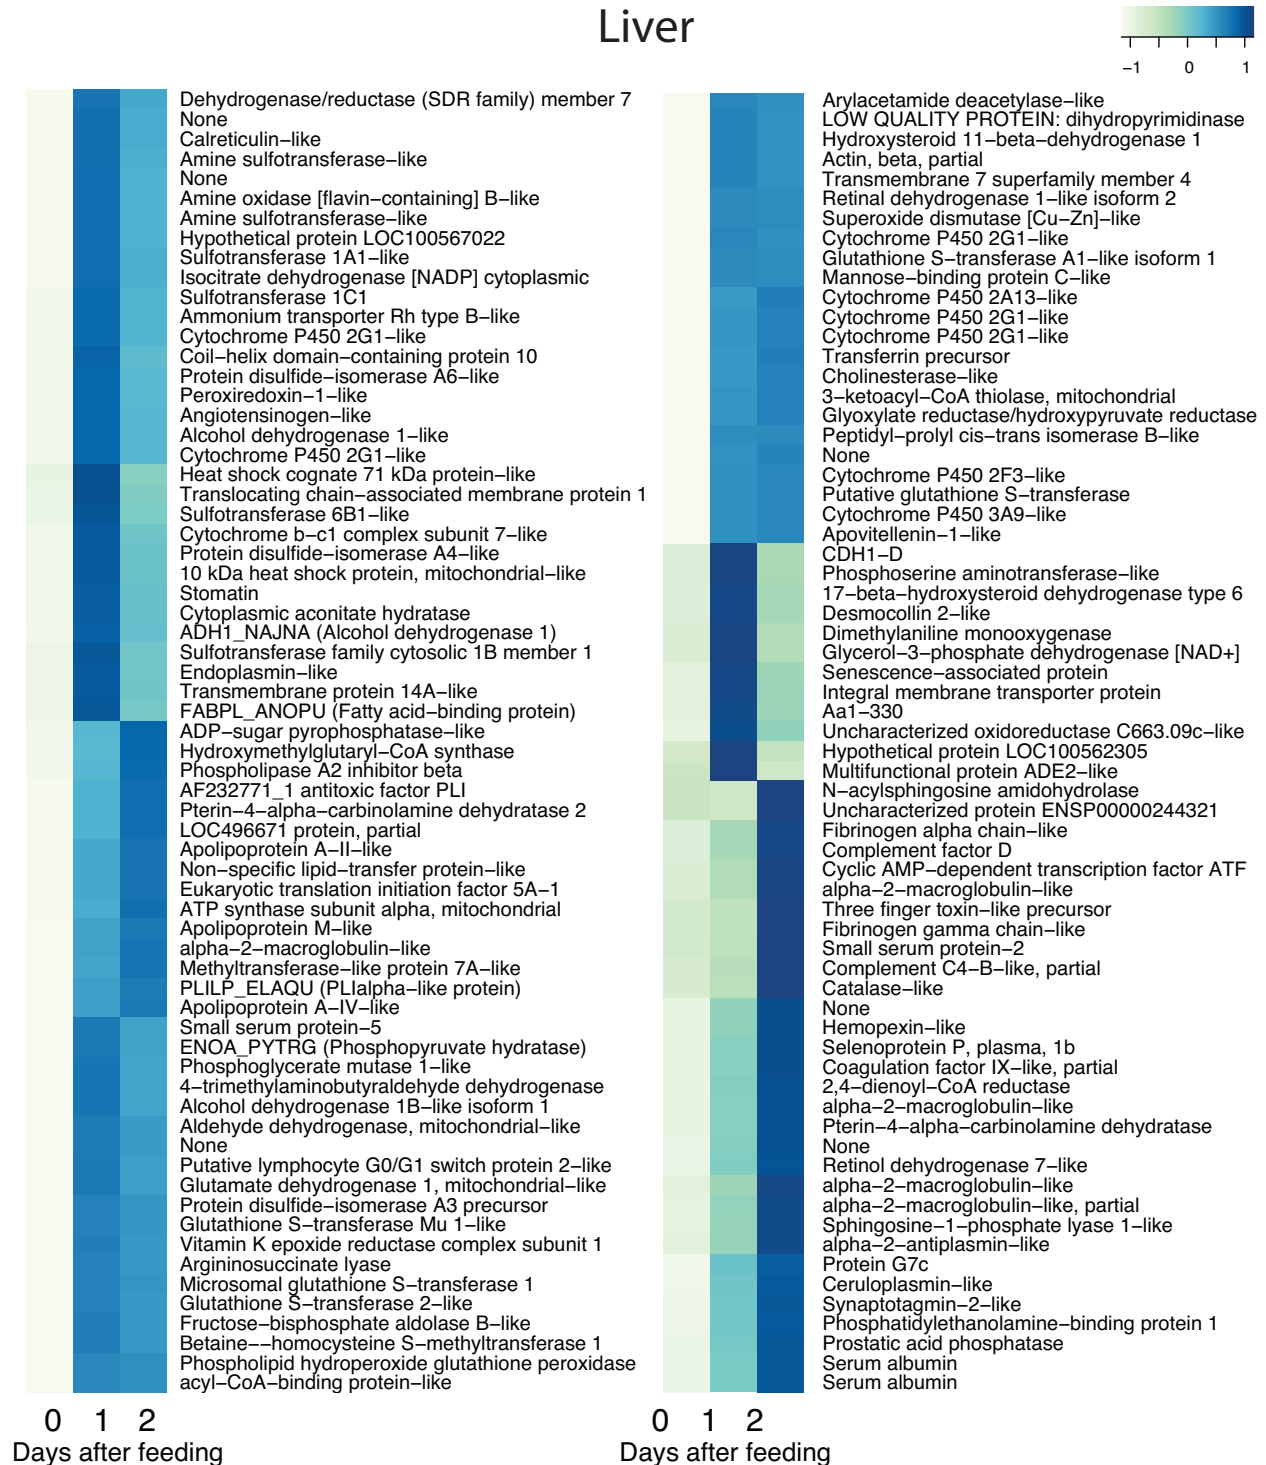 Liver
−1 0 1
Dehydrogenase/reductase (SDR family) member 7
None
Calreticulin−like
Amine sulfotransferase−like
None
Amine oxidase [flavin−containing] B−like
Amine sulfotransferase−like
Hypothetical protein LOC100567022
Sulfotransferase 1A1−like
Isocitrate dehydrogenase [NADP] cytoplasmic
Sulfotransferase 1C1
Ammonium transporter Rh type B−like
Cytochrome P450 2G1−like
Coil−helix domain−containing protein 10
Protein disulfide−isomerase A6−like
Peroxiredoxin−1−like
Angiotensinogen−like
Alcohol dehydrogenase 1−like
Cytochrome P450 2G1−like
Heat shock cognate 71 kDa protein−like
Translocating chain−associated membrane protein 1
Sulfotransferase 6B1−like
Cytochrome b−c1 complex subunit 7−like
Protein disulfide−isomerase A4−like
10 kDa heat shock protein, mitochondrial−like
Stomatin
Cytoplasmic aconitate hydratase
ADH1_NAJNA (Alcohol dehydrogenase 1)
Sulfotransferase family cytosolic 1B member 1
Endoplasmin−like
Transmembrane protein 14A−like
FABPL_ANOPU (Fatty acid−binding protein)
ADP−sugar pyrophosphatase−like
Hydroxymethylglutaryl−CoA synthase
Phospholipase A2 inhibitor beta
AF232771_1 antitoxic factor PLI
Pterin−4−alpha−carbinolamine dehydratase 2
LOC496671 protein, partial
Apolipoprotein A−II−like
Non−specific lipid−transfer protein−like
Eukaryotic translation initiation factor 5A−1
ATP synthase subunit alpha, mitochondrial
Apolipoprotein M−like
alpha−2−macroglobulin−like
Methyltransferase−like protein 7A−like
PLILP_ELAQU (PLIalpha−like protein)
Apolipoprotein A−IV−like
Small serum protein−5
ENOA_PYTRG (Phosphopyruvate hydratase)
Phosphoglycerate mutase 1−like
4−trimethylaminobutyraldehyde dehydrogenase
Alcohol dehydrogenase 1B−like isoform 1
Aldehyde dehydrogenase, mitochondrial−like
None
Putative lymphocyte G0/G1 switch protein 2−like
Glutamate dehydrogenase 1, mitochondrial−like
Protein disulfide−isomerase A3 precursor
Glutathione S−transferase Mu 1−like
Vitamin K epoxide reductase complex subunit 1
Argininosuccinate lyase
Microsomal glutathione S−transferase 1
Glutathione S−transferase 2−like
Fructose−bisphosphate aldolase B−like
Betaine−−homocysteine S−methyltransferase 1
Phospholipid hydroperoxide glutathione peroxidase
acyl−CoA−binding protein−like
0 1 2
Days after feeding
Arylacetamide deacetylase−like
LOW QUALITY PROTEIN: dihydropyrimidinase
Hydroxysteroid 11−beta−dehydrogenase 1
Actin, beta, partial
Transmembrane 7 superfamily member 4
Retinal dehydrogenase 1−like isoform 2
Superoxide dismutase [Cu−Zn]−like
Cytochrome P450 2G1−like
Glutathione S−transferase A1−like isoform 1
Mannose−binding protein C−like
Cytochrome P450 2A13−like
Cytochrome P450 2G1−like
Cytochrome P450 2G1−like
Transferrin precursor
Cholinesterase−like
3−ketoacyl−CoA thiolase, mitochondrial
Glyoxylate reductase/hydroxypyruvate reductase
Peptidyl−prolyl cis−trans isomerase B−like
None
Cytochrome P450 2F3−like
Putative glutathione S−transferase
Cytochrome P450 3A9−like
Apovitellenin−1−like
CDH1−D
Phosphoserine aminotransferase−like
17−beta−hydroxysteroid dehydrogenase type 6
Desmocollin 2−like
Dimethylaniline monooxygenase
Glycerol−3−phosphate dehydrogenase [NAD+]
Senescence−associated protein
Integral membrane transporter protein
Aa1−330
Uncharacterized oxidoreductase C663.09c−like
Hypothetical protein LOC100562305
Multifunctional protein ADE2−like
N−acylsphingosine amidohydrolase
Uncharacterized protein ENSP00000244321
Fibrinogen alpha chain−like
Complement factor D
Cyclic AMP−dependent transcription factor ATF
alpha−2−macroglobulin−like
Three finger toxin−like precursor
Fibrinogen gamma chain−like
Small serum protein−2
Complement C4−B−like, partial
Catalase−like
None
Hemopexin−like
Selenoprotein P, plasma, 1b
Coagulation factor IX−like, partial
2,4−dienoyl−CoA reductase
alpha−2−macroglobulin−like
Pterin−4−alpha−carbinolamine dehydratase
None
Retinol dehydrogenase 7−like
alpha−2−macroglobulin−like
alpha−2−macroglobulin−like, partial
Sphingosine−1−phosphate lyase 1−like
alpha−2−antiplasmin−like
Protein G7c
Ceruloplasmin−like
Synaptotagmin−2−like
Phosphatidylethanolamine−binding protein 1
Prostatic acid phosphatase
Serum albumin
Serum albumin
0 1 2
Days after feeding